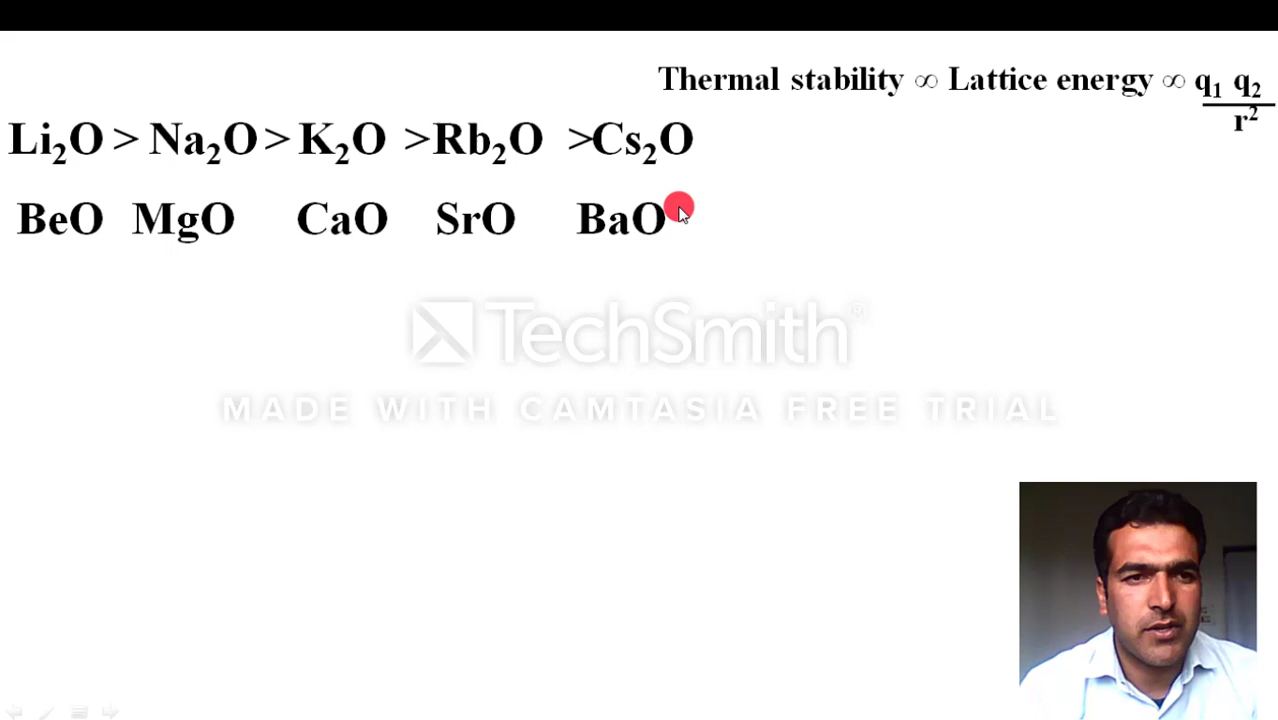 Thermal stability ∞ Lattice energy ∞ q₁ q₂
r²
Li₂O > Na₂O > K₂O >Rb₂O >Cs₂O
BeO MgO CaO SrO BaO
TechSmith®
MADE WITH CAMTASIA FREE TRIAL